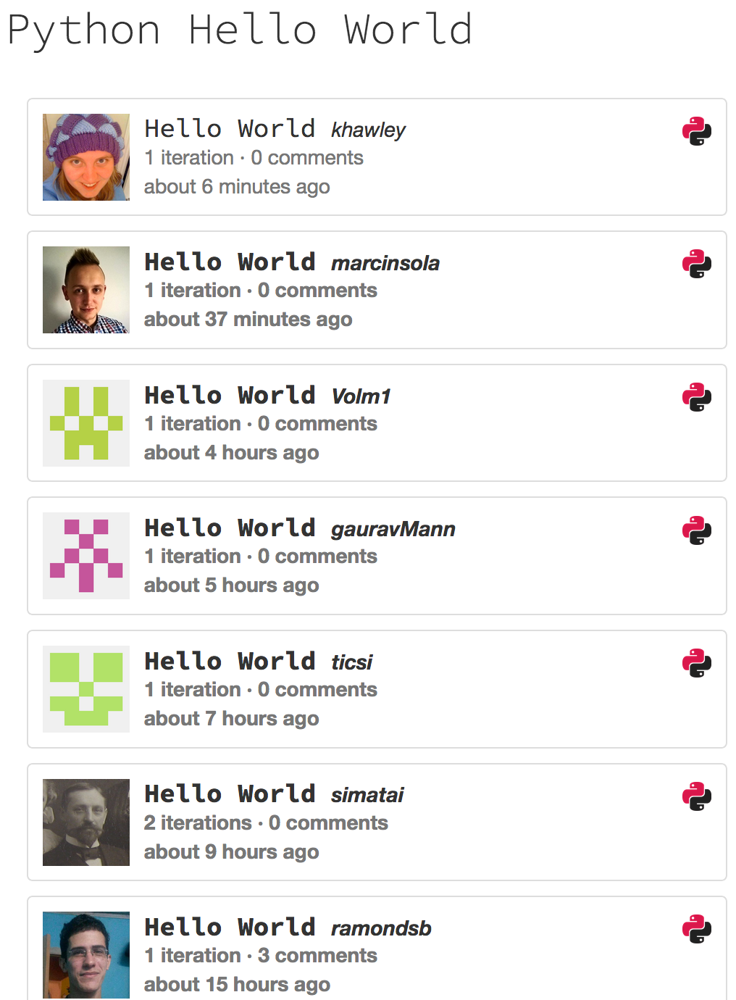 Python Hello World
Hello World khawley
1 iteration · 0 comments
about 6 minutes ago
Hello World marcinsola
1 iteration · 0 comments
about 37 minutes ago
Hello World Volm1
1 iteration · 0 comments
about 4 hours ago
Hello World gauravMann
1 iteration · 0 comments
about 5 hours ago
Hello World ticsi
1 iteration · 0 comments
about 7 hours ago
Hello World simatai
2 iterations · 0 comments
about 9 hours ago
Hello World ramondsb
1 iteration · 3 comments
about 15 hours ago